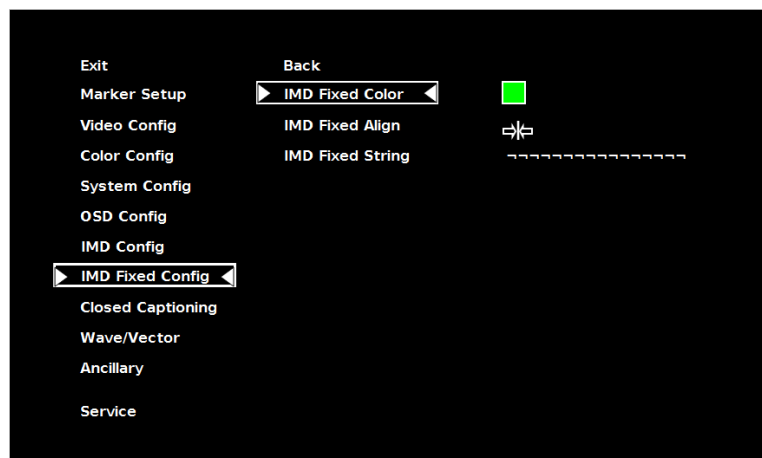 Exit Back
Marker Setup IMD Fixed Color
Video Config IMD Fixed Align
Color Config IMD Fixed String ¬¬¬¬¬¬¬¬¬¬¬¬¬¬¬¬
System Config
OSD Config
IMD Config
IMD Fixed Config
Closed Captioning
Wave/Vector
Ancillary
Service